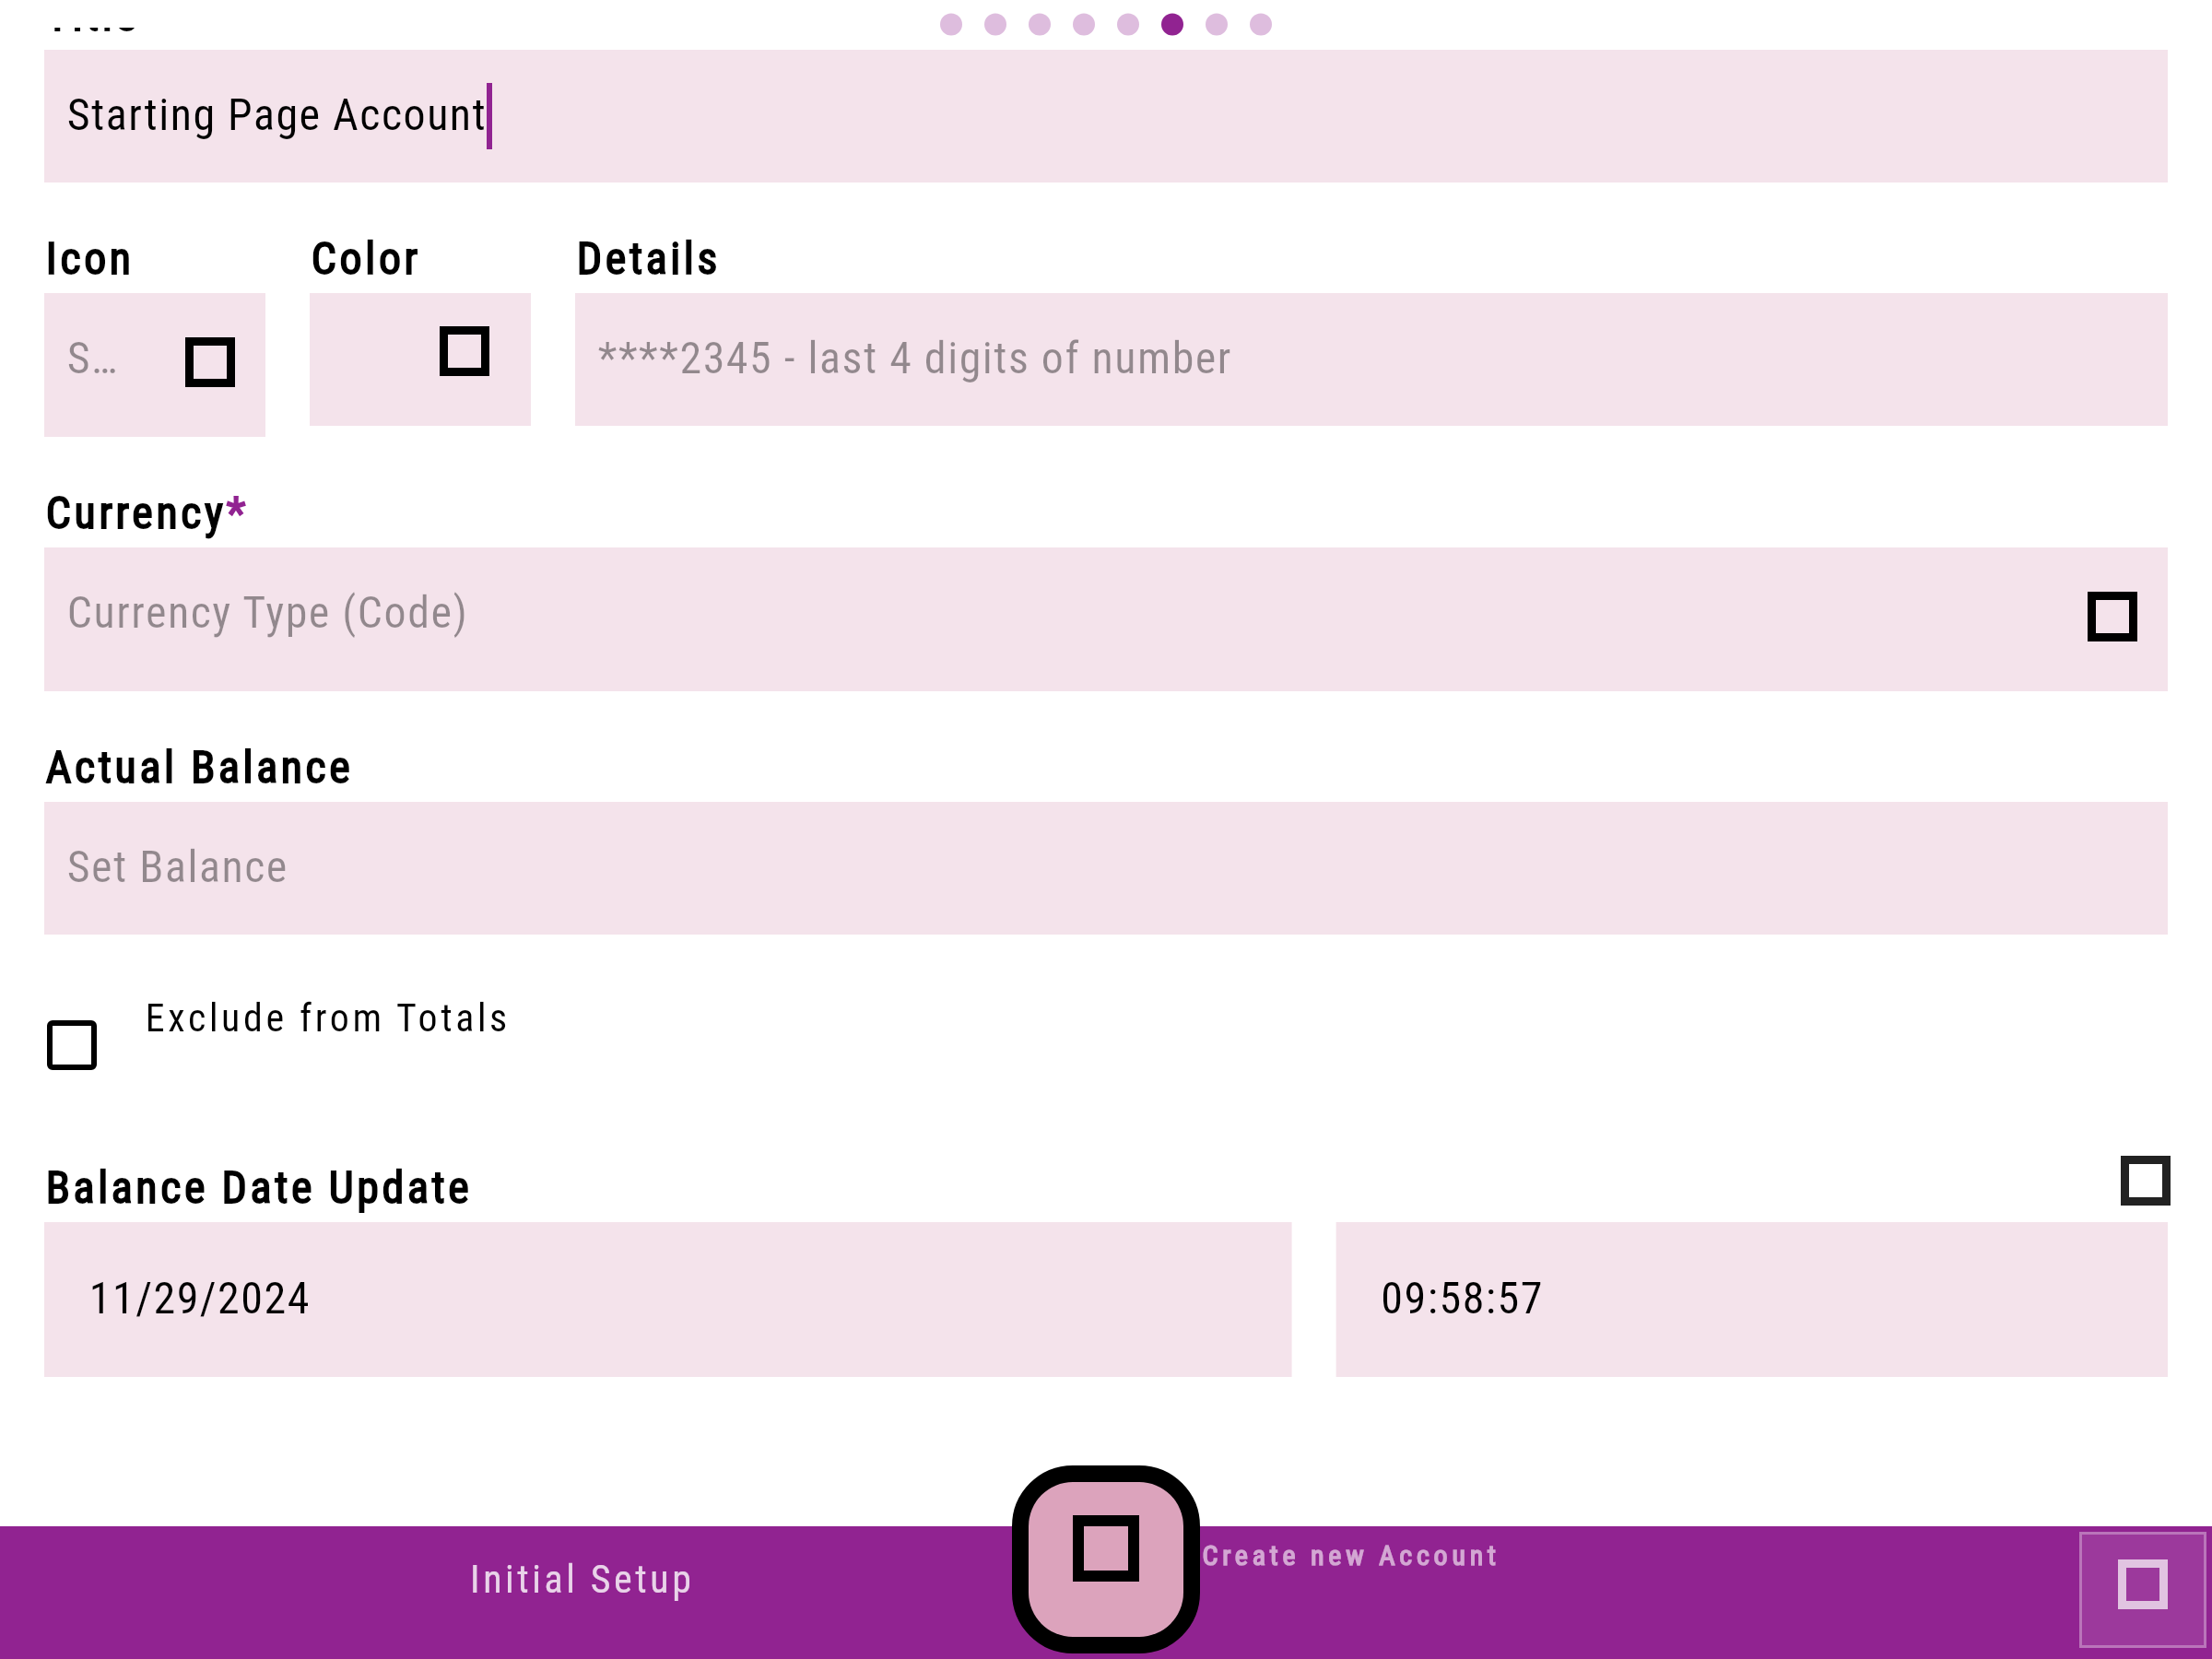 Starting Page Account
Icon Color Details
S… ****2345 - last 4 digits of number
Currency*
Currency Type (Code)
Actual Balance
Set Balance
Exclude from Totals
Balance Date Update
11/29/2024 09:58:57
Initial Setup Create new Account